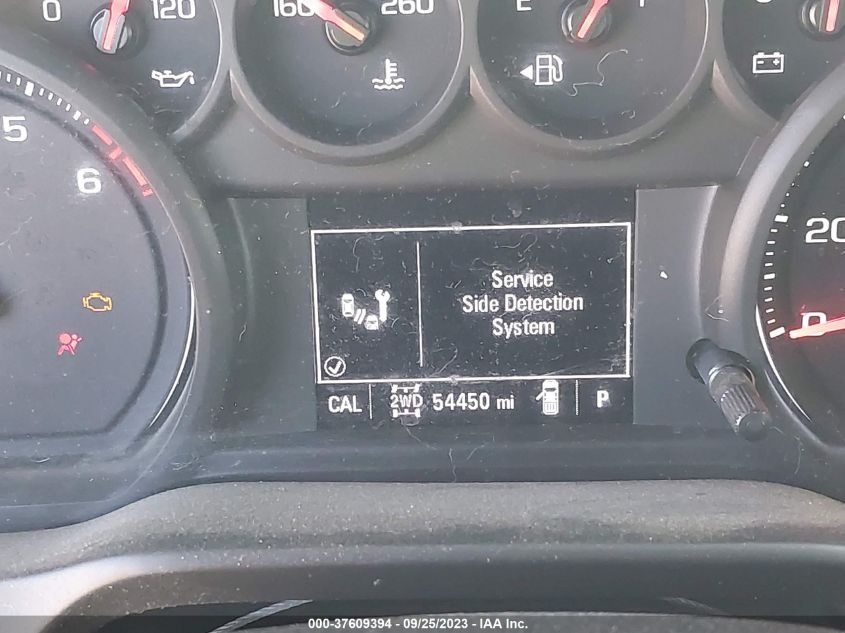 0 120
160 260
5
6
20
0
Service
Side Detection
System
CAL 2WD 54450 mi P
000-37609394 - 09/25/2023 - IAA Inc.